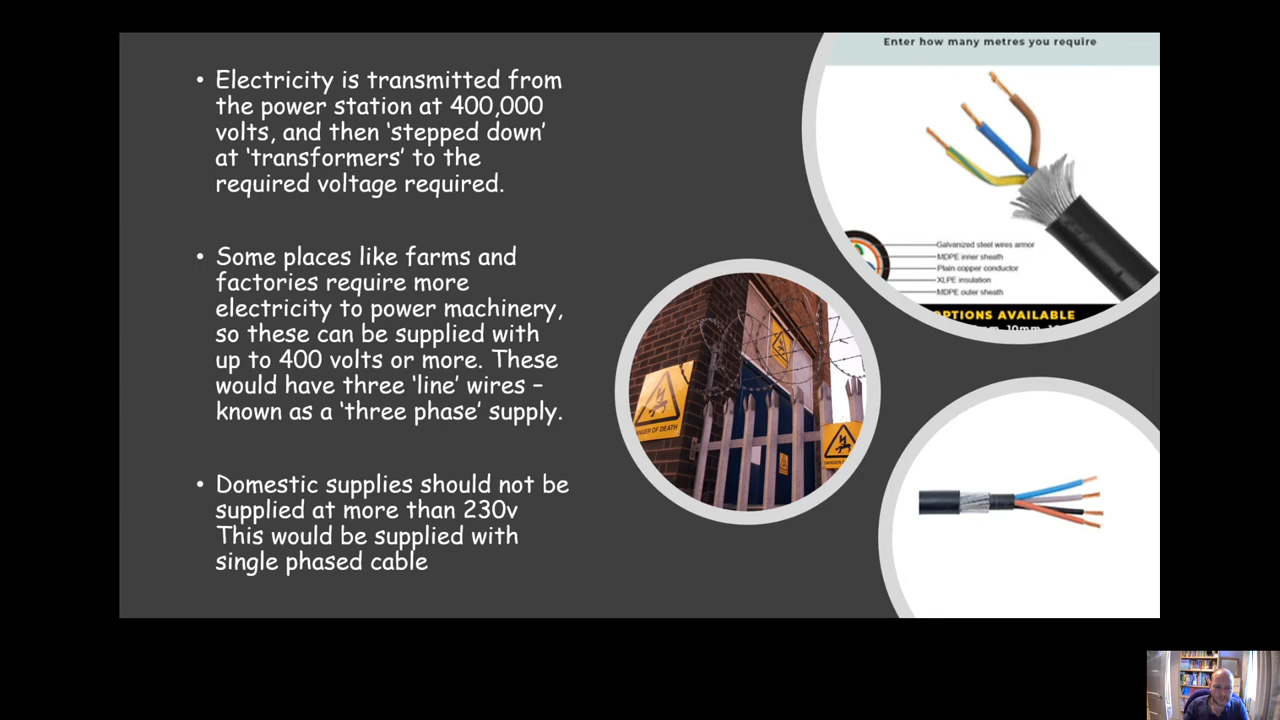 • Electricity is transmitted from
the power station at 400,000
volts, and then ‘stepped down’
at ‘transformers’ to the
required voltage required.
• Some places like farms and
factories require more
electricity to power machinery,
so these can be supplied with
up to 400 volts or more. These
would have three ‘line’ wires –
known as a ‘three phase’ supply.
• Domestic supplies should not be
supplied at more than 230v
This would be supplied with
single phased cable
Enter how many metres you require
Galvanized steel wires armor
MDPE inner sheath
Plain copper conductor
XLPE insulation
MDPE outer sheath
OPTIONS AVAILABLE
10mm
DANGER OF DEATH